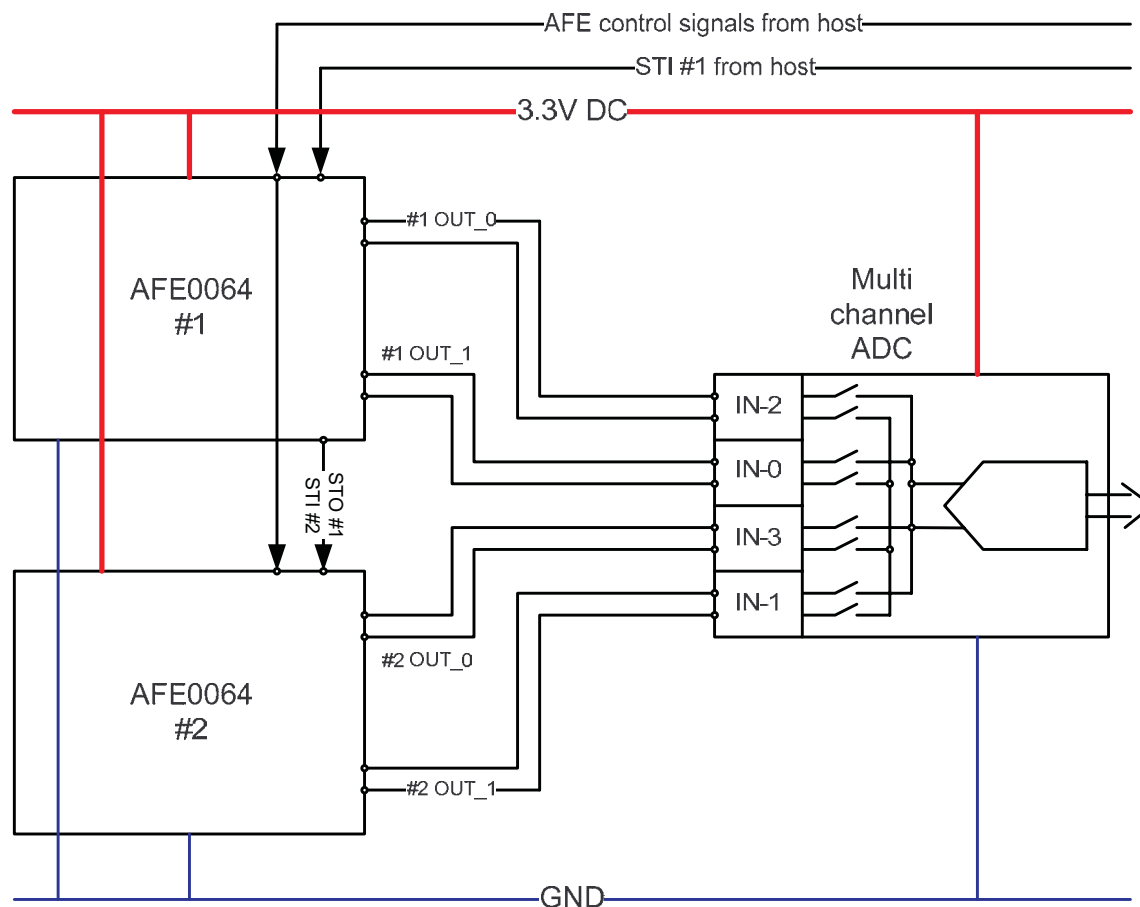 AFE control signals from host
STI #1 from host
3.3V DC
#1 OUT_0
AFE0064
#1
Multi
channel
ADC
#1 OUT_1
IN-2
IN-0
STO #1
STI #2
IN-3
IN-1
#2 OUT_0
AFE0064
#2
#2 OUT_1
GND